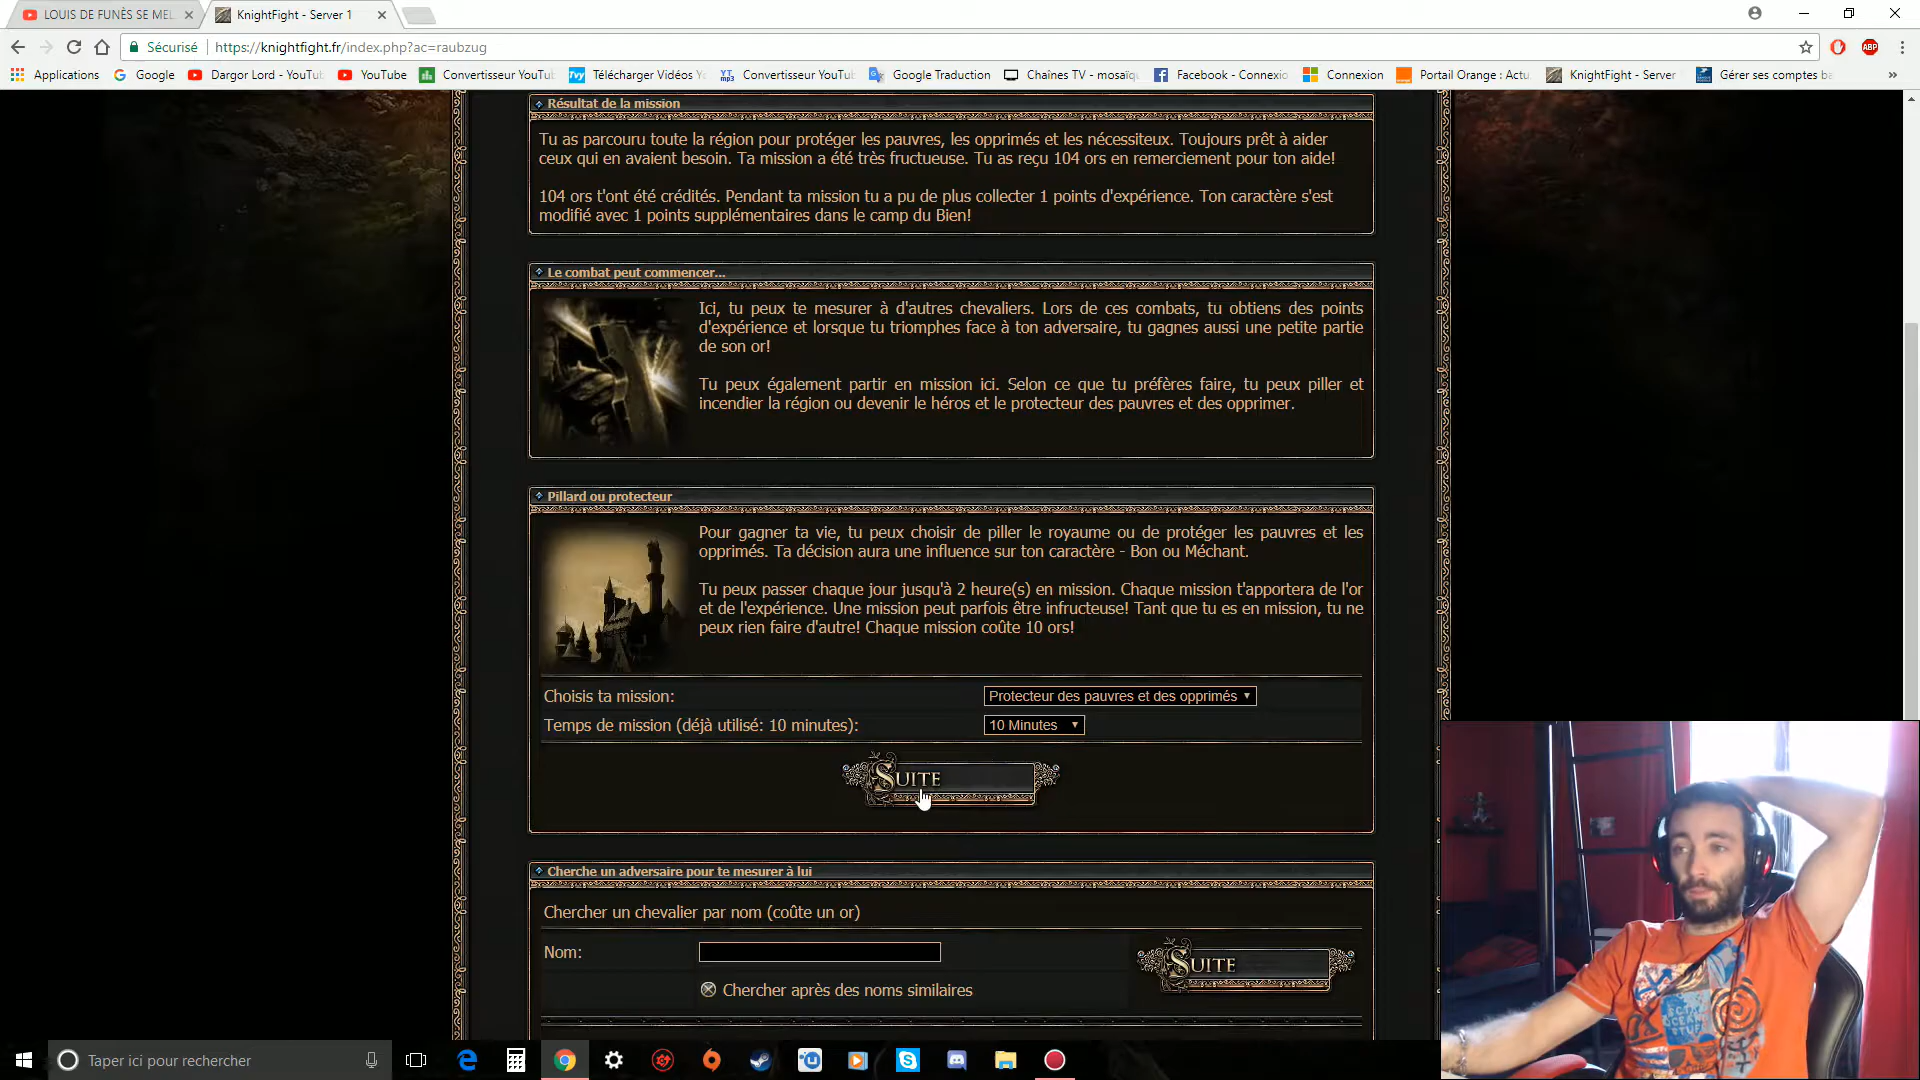 LOUIS DE FUNÈS SE MEL
KnightFight - Server 1
Sécurisé
https://knightfight.fr/index.php?ac=raubzug
Applications
Google
Dargor Lord - YouTu
YouTube
Convertisseur YouTu
Télécharger Vidéos Y
Convertisseur YouTu
Google Traduction
Chaînes TV - mosaïq
Facebook - Connexio
Connexion
Portail Orange : Actu
KnightFight - Server
Gérer ses comptes ba
»
Résultat de la mission
Tu as parcouru toute la région pour protéger les pauvres, les opprimés et les nécessiteux. Toujours prêt à aider
ceux qui en avaient besoin. Ta mission a été très fructueuse. Tu as reçu 104 ors en remerciement pour ton aide!
104 ors t'ont été crédités. Pendant ta mission tu a pu de plus collecter 1 points d'expérience. Ton caractère s'est
modifié avec 1 points supplémentaires dans le camp du Bien!
Le combat peut commencer...
Ici, tu peux te mesurer à d'autres chevaliers. Lors de ces combats, tu obtiens des points
d'expérience et lorsque tu triomphes face à ton adversaire, tu gagnes aussi une petite partie
de son or!
Tu peux également partir en mission ici. Selon ce que tu préfères faire, tu peux piller et
incendier la région ou devenir le héros et le protecteur des pauvres et des opprimer.
Pillard ou protecteur
Pour gagner ta vie, tu peux choisir de piller le royaume ou de protéger les pauvres et les
opprimés. Ta décision aura une influence sur ton caractère - Bon ou Méchant.
Tu peux passer chaque jour jusqu'à 2 heure(s) en mission. Chaque mission t'apportera de l'or
et de l'expérience. Une mission peut parfois être infructeuse! Tant que tu es en mission, tu ne
peux rien faire d'autre! Chaque mission coûte 10 ors!
Choisis ta mission:
Protecteur des pauvres et des opprimés
Temps de mission (déjà utilisé: 10 minutes):
10 Minutes
SUITE
Cherche un adversaire pour te mesurer à lui
Chercher un chevalier par nom (coûte un or)
Nom:
SUITE
Chercher après des noms similaires
Taper ici pour rechercher